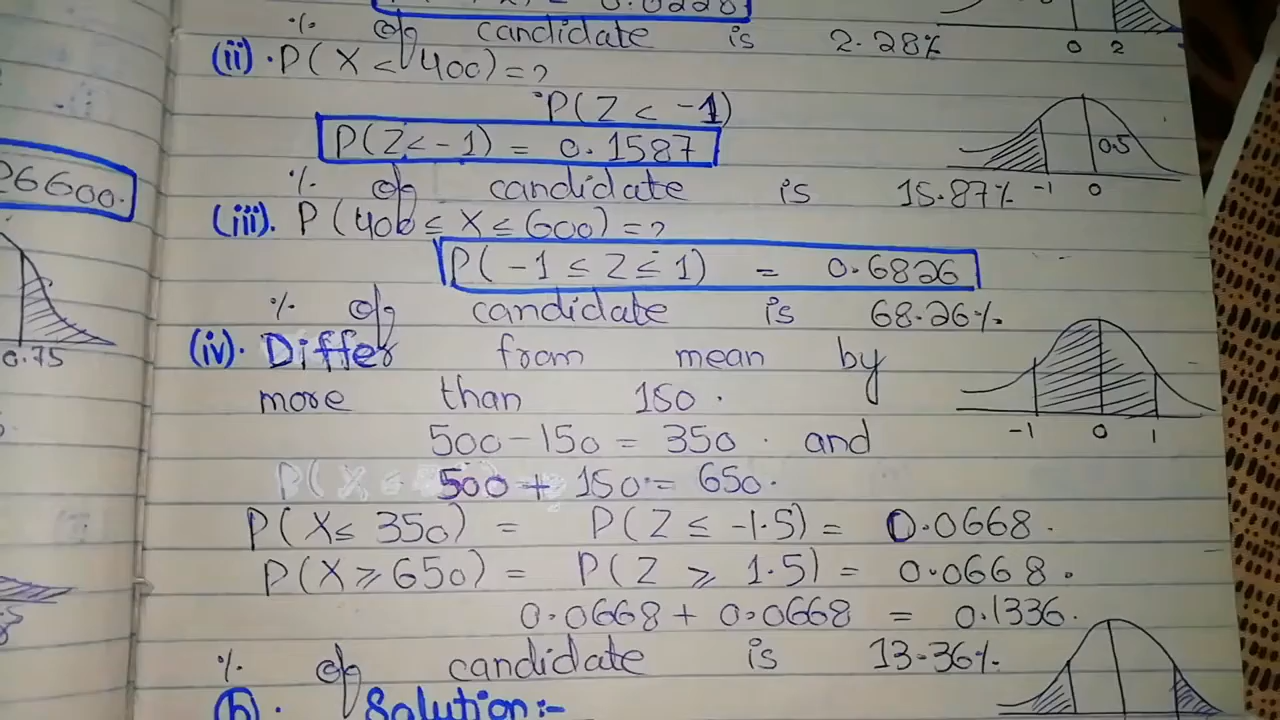 0.0228
% of candidate is 2.28%
0 2
(ii). P(X < 400) = ?
P(Z < -1)
P(Z < -1) = 0.1587
0.5
-1 0
% of candidate is 15.87%
26600.
(iii). P(400 ≤ X ≤ 600) = ?
P(-1 ≤ Z ≤ 1) = 0.6826
% of candidate is 68.26%
0.75
(iv). Differ from mean by
more than 150.
-1 0 1
500 - 150 = 350. and
500 + 150 = 650.
P(X ≤ 350) = P(Z ≤ -1.5) = 0.0668.
P(X ≥ 650) = P(Z ≥ 1.5) = 0.0668.
0.0668 + 0.0668 = 0.1336.
% of candidate is 13.36%
(b). Solution:-